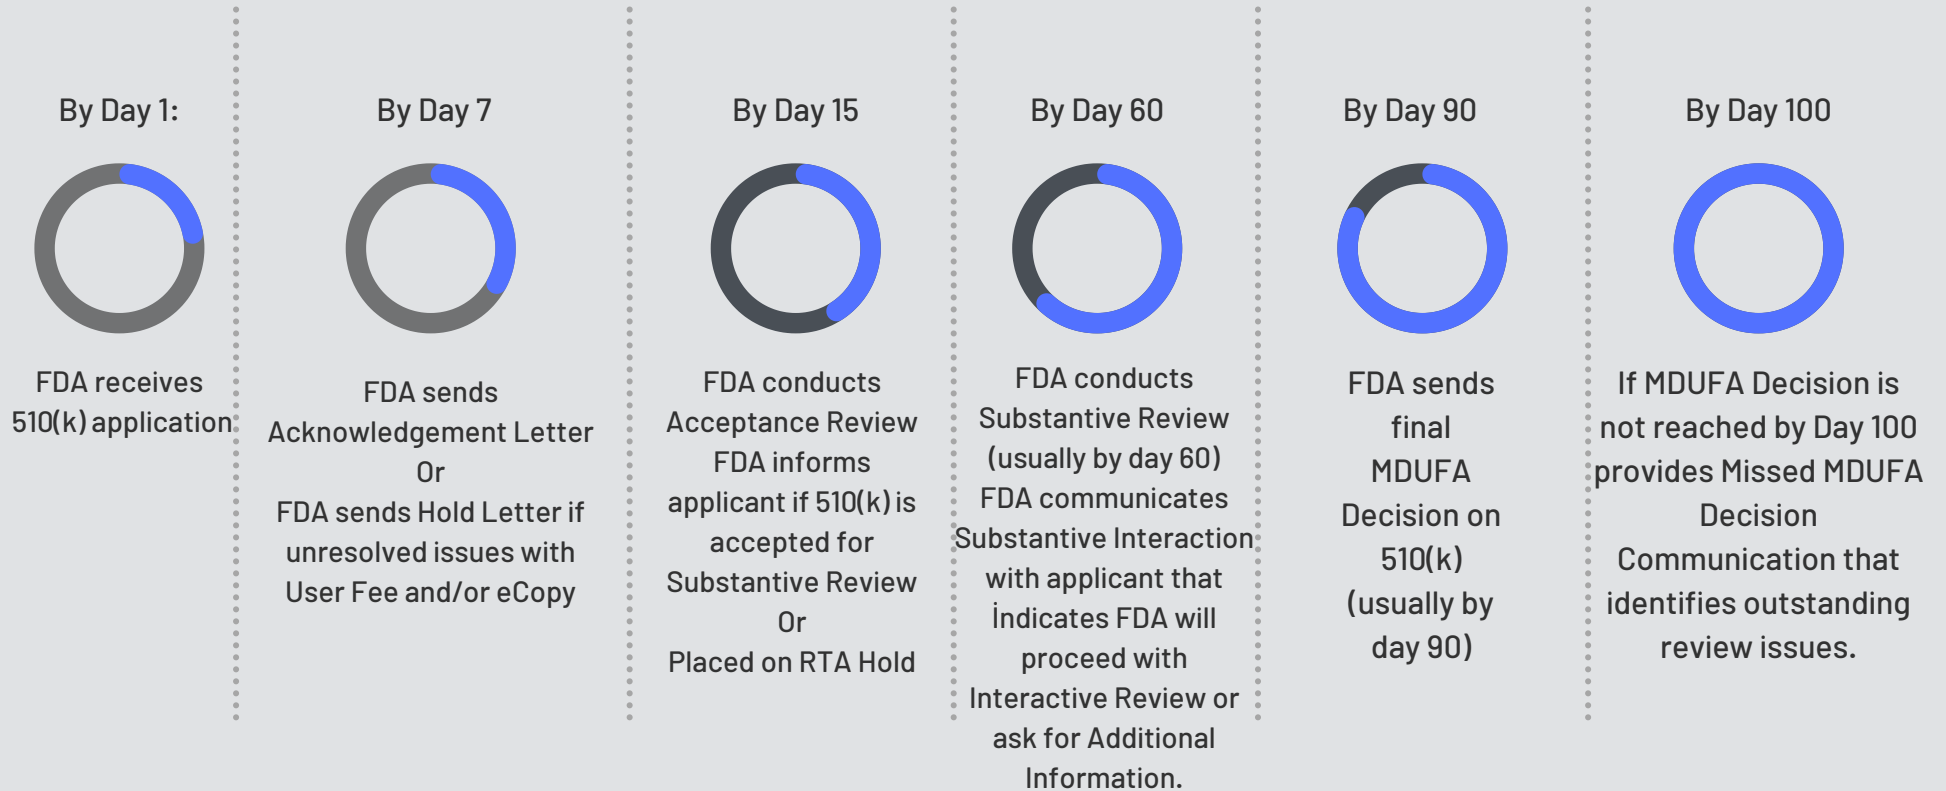 By Day 1:
FDA receives
510(k) application
By Day 7
FDA sends
Acknowledgement Letter
Or
FDA sends Hold Letter if
unresolved issues with
User Fee and/or eCopy
By Day 15
FDA conducts
Acceptance Review
FDA informs
applicant if 510(k) is
accepted for
Substantive Review
Or
Placed on RTA Hold
By Day 60
FDA conducts
Substantive Review
(usually by day 60)
FDA communicates
Substantive Interaction
with applicant that
İndicates FDA will
proceed with
Interactive Review or
ask for Additional
Information.
By Day 90
FDA sends
final
MDUFA
Decision on
510(k)
(usually by
day 90)
By Day 100
If MDUFA Decision is
not reached by Day 100
provides Missed MDUFA
Decision
Communication that
identifies outstanding
review issues.